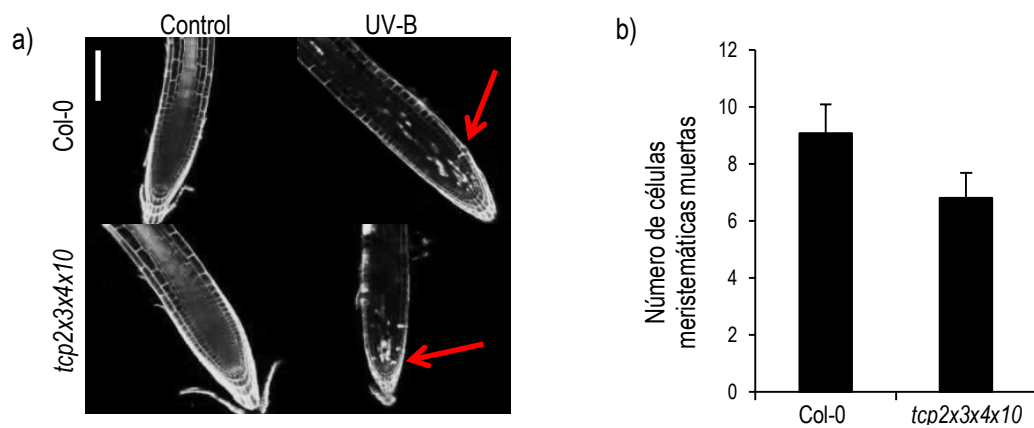 a)
Control
UV-B
Col-0
tcp2x3x4x10
b)
Número de células
meristemáticas muertas
12
10
8
6
4
2
0
Col-0
tcp2x3x4x10